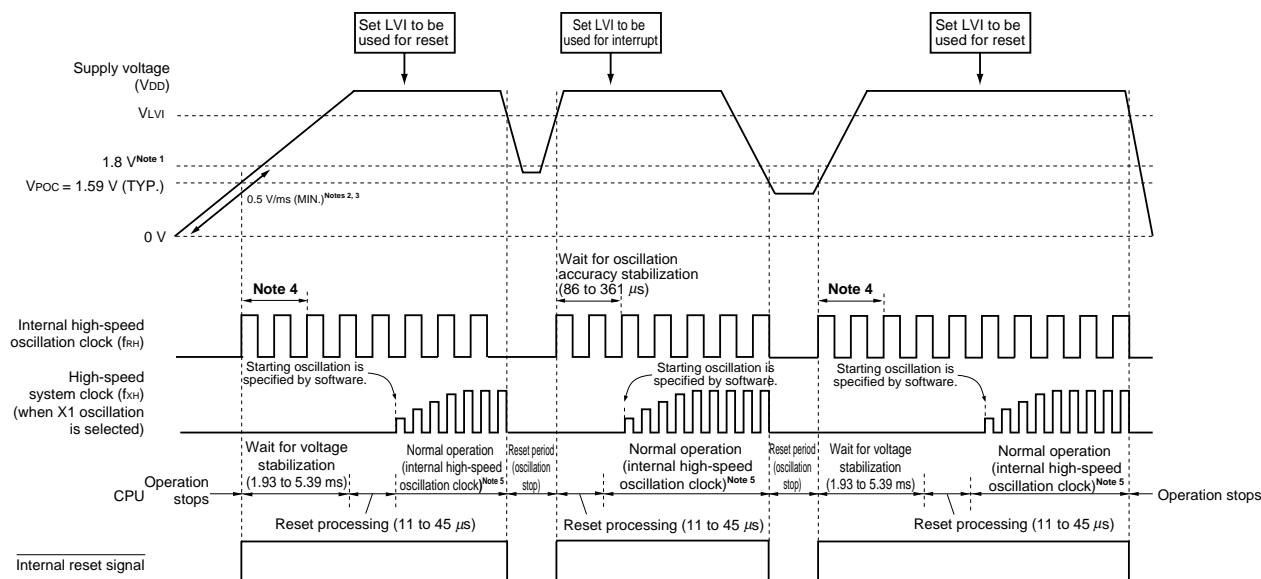 Set LVI to be
used for reset
Set LVI to be
used for interrupt
Set LVI to be
used for reset
Supply voltage
(VDD)
VLVI
1.8 V Note 1
VPOC = 1.59 V (TYP.)
0.5 V/ms (MIN.) Notes 2, 3
0 V
Wait for oscillation
accuracy stabilization
(86 to 361 μs)
Note 4
Note 4
Internal high-speed
oscillation clock (fRH)
Starting oscillation is
specified by software.
Starting oscillation is
specified by software.
Starting oscillation is
specified by software.
High-speed
system clock (fXH)
(when X1 oscillation
is selected)
Wait for voltage
stabilization
(1.93 to 5.39 ms)
Normal operation
(internal high-speed
oscillation clock) Note 5
Reset period
(oscillation
stop)
Normal operation
(internal high-speed
oscillation clock) Note 5
Reset period
(oscillation
stop)
Wait for voltage
stabilization
(1.93 to 5.39 ms)
Normal operation
(internal high-speed
oscillation clock) Note 5
CPU
Operation
stops
Operation stops
Reset processing (11 to 45 μs)
Reset processing (11 to 45 μs)
Reset processing (11 to 45 μs)
Internal reset signal